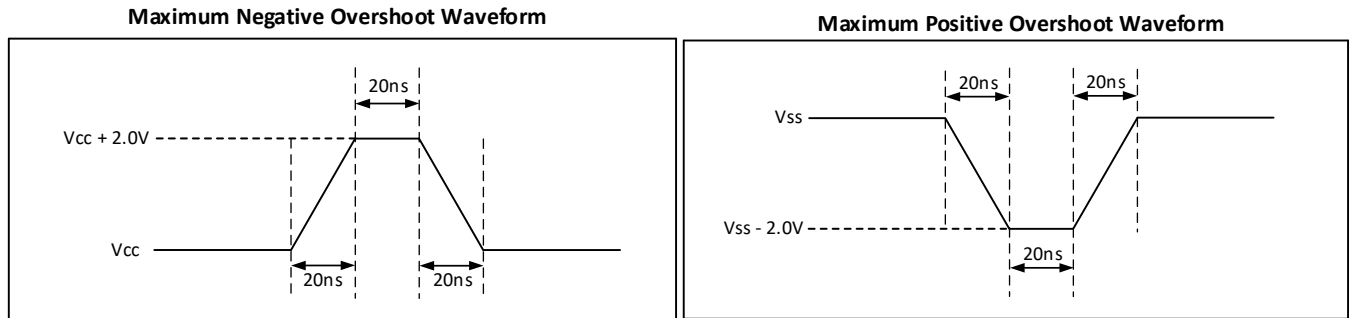 Maximum Negative Overshoot Waveform
20ns
Vcc + 2.0V
Vcc
20ns
20ns
Maximum Positive Overshoot Waveform
20ns
20ns
Vss
Vss - 2.0V
20ns